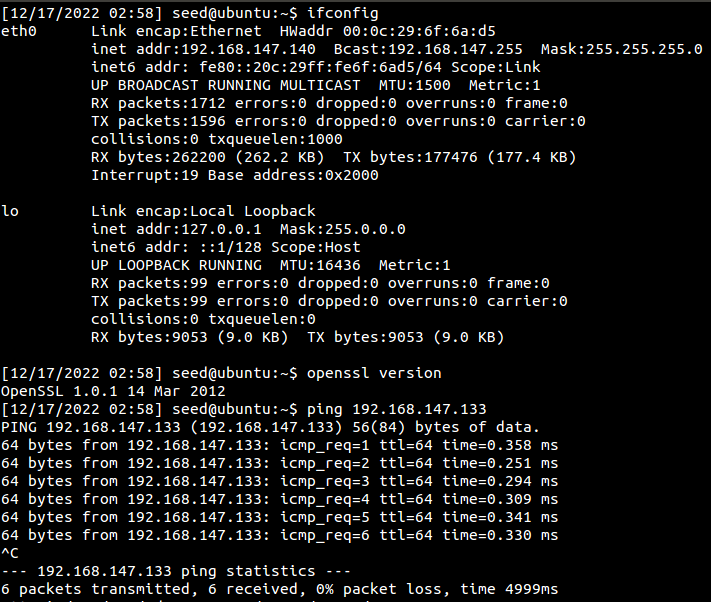 [12/17/2022 02:58] seed@ubuntu:~$ ifconfig
eth0      Link encap:Ethernet  HWaddr 00:0c:29:6f:6a:d5
          inet addr:192.168.147.140  Bcast:192.168.147.255  Mask:255.255.255.0
          inet6 addr: fe80::20c:29ff:fe6f:6ad5/64 Scope:Link
          UP BROADCAST RUNNING MULTICAST  MTU:1500  Metric:1
          RX packets:1712 errors:0 dropped:0 overruns:0 frame:0
          TX packets:1596 errors:0 dropped:0 overruns:0 carrier:0
          collisions:0 txqueuelen:1000
          RX bytes:262200 (262.2 KB)  TX bytes:177476 (177.4 KB)
          Interrupt:19 Base address:0x2000

lo        Link encap:Local Loopback
          inet addr:127.0.0.1  Mask:255.0.0.0
          inet6 addr: ::1/128 Scope:Host
          UP LOOPBACK RUNNING  MTU:16436  Metric:1
          RX packets:99 errors:0 dropped:0 overruns:0 frame:0
          TX packets:99 errors:0 dropped:0 overruns:0 carrier:0
          collisions:0 txqueuelen:0
          RX bytes:9053 (9.0 KB)  TX bytes:9053 (9.0 KB)

[12/17/2022 02:58] seed@ubuntu:~$ openssl version
OpenSSL 1.0.1 14 Mar 2012
[12/17/2022 02:58] seed@ubuntu:~$ ping 192.168.147.133
PING 192.168.147.133 (192.168.147.133) 56(84) bytes of data.
64 bytes from 192.168.147.133: icmp_req=1 ttl=64 time=0.358 ms
64 bytes from 192.168.147.133: icmp_req=2 ttl=64 time=0.251 ms
64 bytes from 192.168.147.133: icmp_req=3 ttl=64 time=0.294 ms
64 bytes from 192.168.147.133: icmp_req=4 ttl=64 time=0.309 ms
64 bytes from 192.168.147.133: icmp_req=5 ttl=64 time=0.341 ms
64 bytes from 192.168.147.133: icmp_req=6 ttl=64 time=0.330 ms
^C
--- 192.168.147.133 ping statistics ---
6 packets transmitted, 6 received, 0% packet loss, time 4999ms